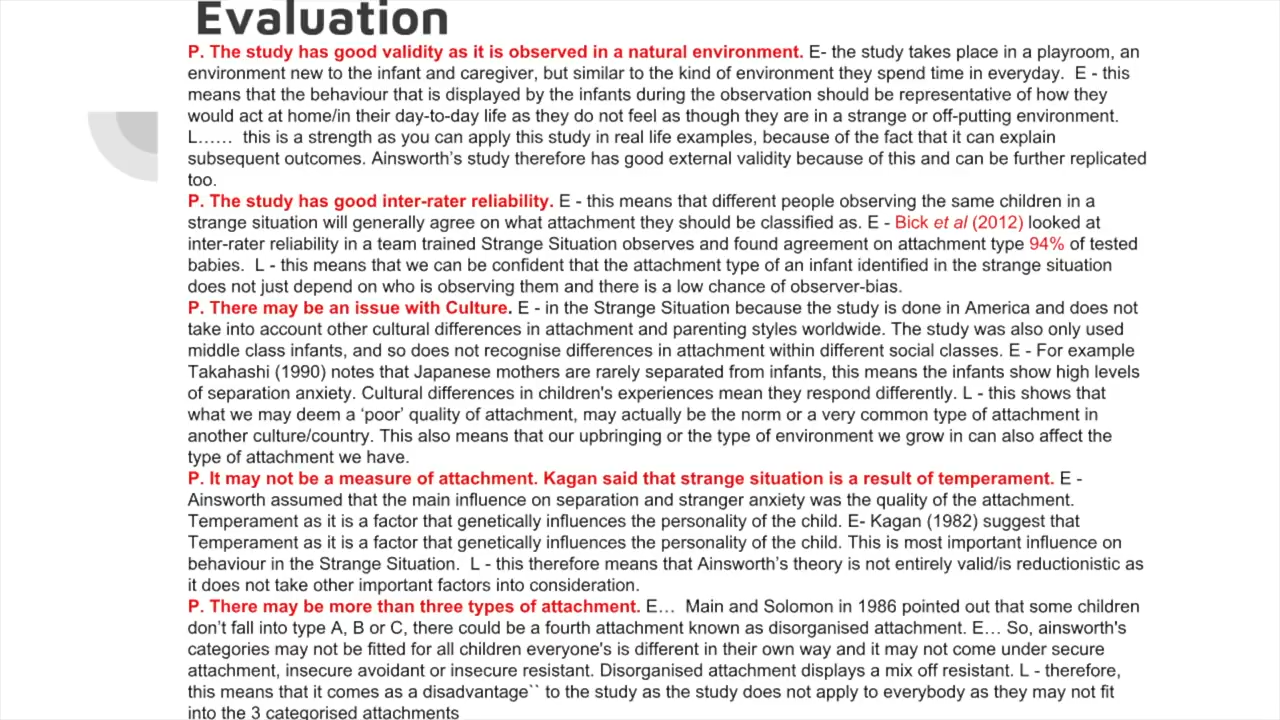 Evaluation
P. The study has good validity as it is observed in a natural environment. E- the study takes place in a playroom, an
environment new to the infant and caregiver, but similar to the kind of environment they spend time in everyday.  E - this
means that the behaviour that is displayed by the infants during the observation should be representative of how they
would act at home/in their day-to-day life as they do not feel as though they are in a strange or off-putting environment.
L......  this is a strength as you can apply this study in real life examples, because of the fact that it can explain
subsequent outcomes. Ainsworth's study therefore has good external validity because of this and can be further replicated
too.
P. The study has good inter-rater reliability. E - this means that different people observing the same children in a
strange situation will generally agree on what attachment they should be classified as. E - Bick et al (2012) looked at
inter-rater reliability in a team trained Strange Situation observes and found agreement on attachment type 94% of tested
babies.  L - this means that we can be confident that the attachment type of an infant identified in the strange situation
does not just depend on who is observing them and there is a low chance of observer-bias.
P. There may be an issue with Culture. E - in the Strange Situation because the study is done in America and does not
take into account other cultural differences in attachment and parenting styles worldwide. The study was also only used
middle class infants, and so does not recognise differences in attachment within different social classes. E - For example
Takahashi (1990) notes that Japanese mothers are rarely separated from infants, this means the infants show high levels
of separation anxiety. Cultural differences in children's experiences mean they respond differently. L - this shows that
what we may deem a 'poor' quality of attachment, may actually be the norm or a very common type of attachment in
another culture/country. This also means that our upbringing or the type of environment we grow in can also affect the
type of attachment we have.
P. It may not be a measure of attachment. Kagan said that strange situation is a result of temperament. E -
Ainsworth assumed that the main influence on separation and stranger anxiety was the quality of the attachment.
Temperament as it is a factor that genetically influences the personality of the child. E- Kagan (1982) suggest that
Temperament as it is a factor that genetically influences the personality of the child. This is most important influence on
behaviour in the Strange Situation.  L - this therefore means that Ainsworth's theory is not entirely valid/is reductionistic as
it does not take other important factors into consideration.
P. There may be more than three types of attachment. E...  Main and Solomon in 1986 pointed out that some children
don't fall into type A, B or C, there could be a fourth attachment known as disorganised attachment. E... So, ainsworth's
categories may not be fitted for all children everyone's is different in their own way and it may not come under secure
attachment, insecure avoidant or insecure resistant. Disorganised attachment displays a mix off resistant. L - therefore,
this means that it comes as a disadvantage`` to the study as the study does not apply to everybody as they may not fit
into the 3 categorised attachments